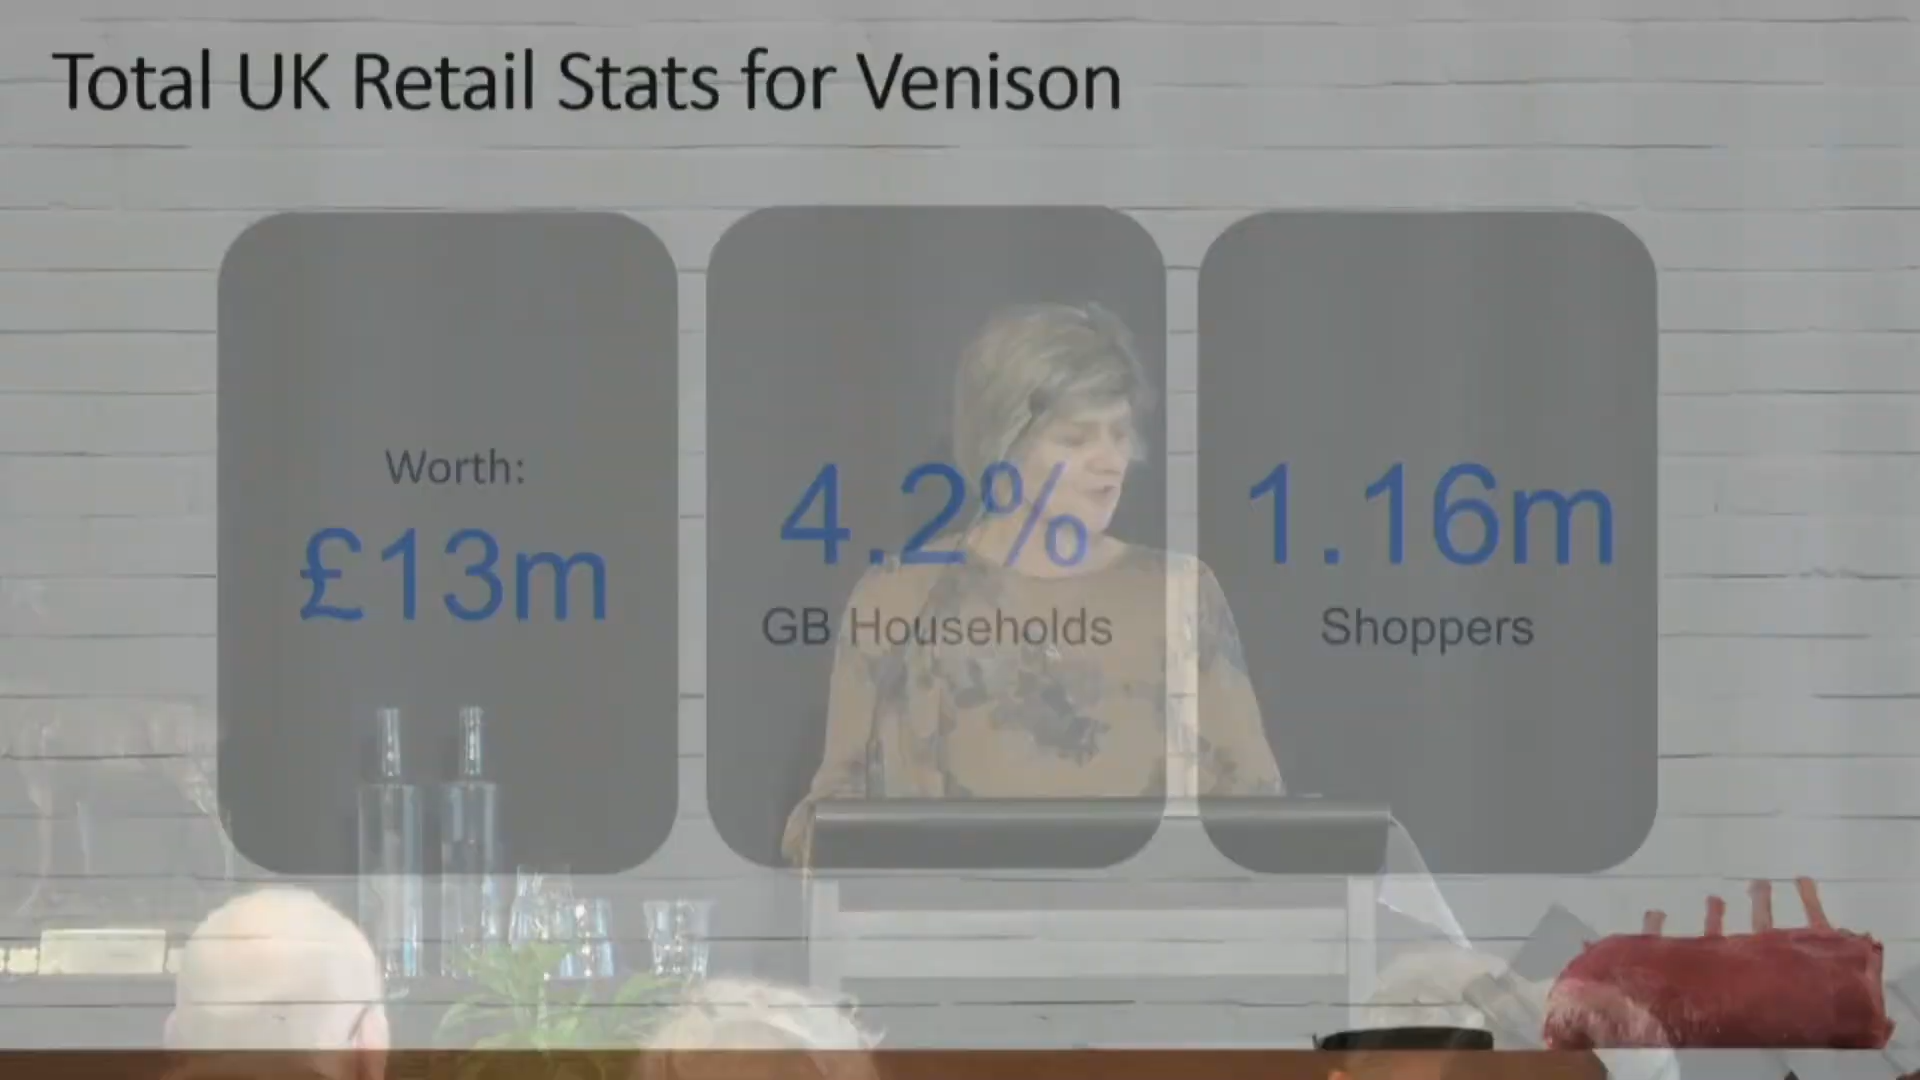 Total UK Retail Stats for Venison
Worth:
£13m
4.2%
GB Households
1.16m
Shoppers